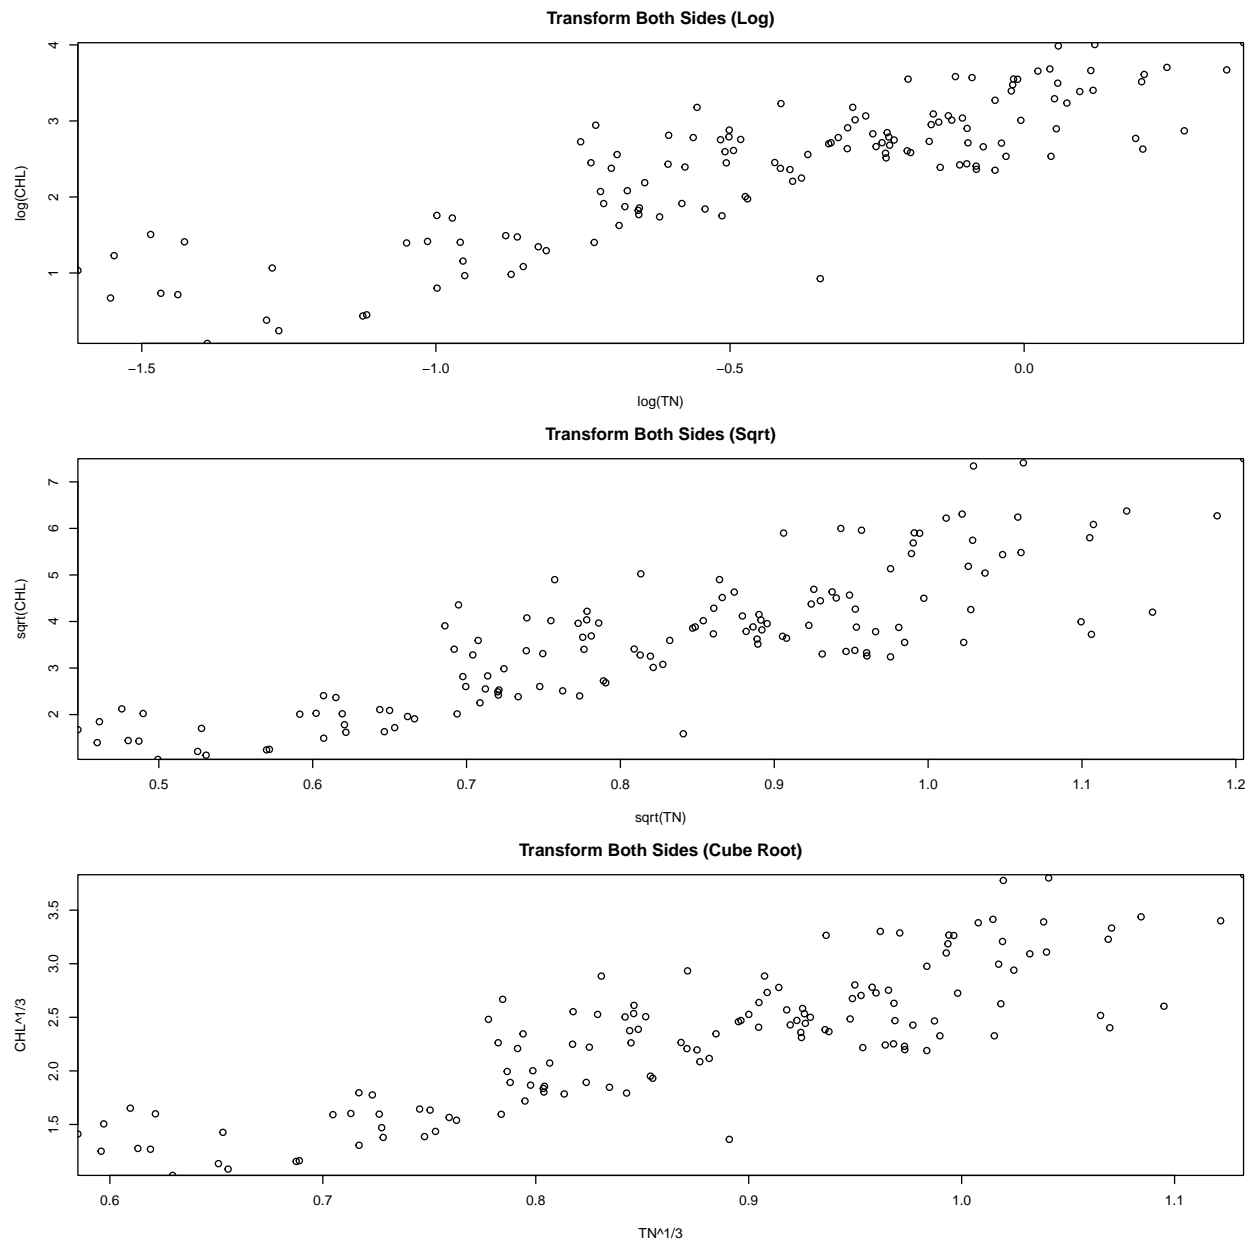 Transform Both Sides (Log)
log(CHL)
4
3
2
1
−1.5 −1.0 −0.5 0.0
log(TN)
Transform Both Sides (Sqrt)
sqrt(CHL)
7
6
5
4
3
2
0.5 0.6 0.7 0.8 0.9 1.0 1.1 1.2
sqrt(TN)
Transform Both Sides (Cube Root)
CHL^1/3
3.5
3.0
2.5
2.0
1.5
0.6 0.7 0.8 0.9 1.0 1.1
TN^1/3